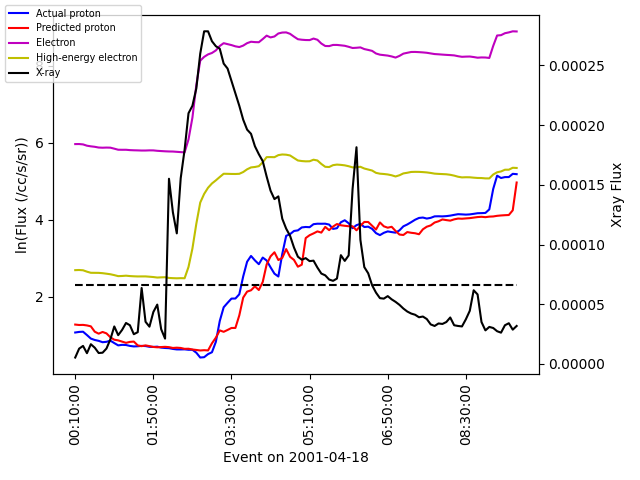 Actual proton
Predicted proton
Electron
High-energy electron
X-ray
6
4
2
ln(Flux (/cc/s/sr))
0.00025
0.00020
0.00015
0.00010
0.00005
0.00000
Xray Flux
00:10:00
01:50:00
03:30:00
05:10:00
06:50:00
08:30:00
Event on 2001-04-18